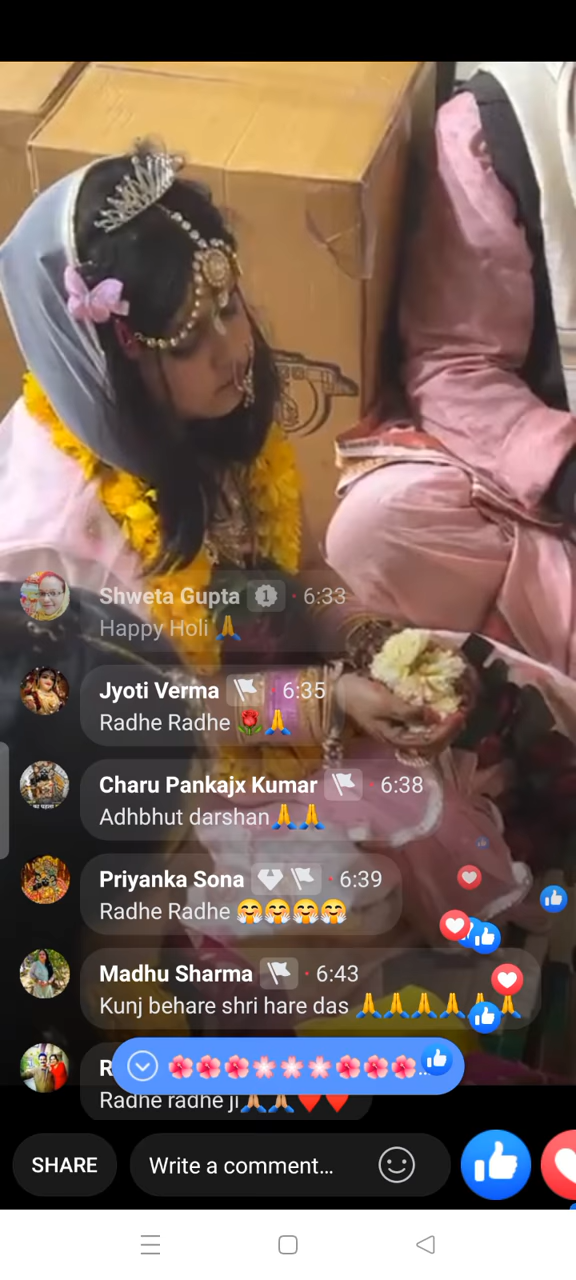 Shweta Gupta 1 · 6:33
Happy Holi 🙏
Jyoti Verma · 6:35
Radhe Radhe 🌹🙏
Charu Pankajx Kumar · 6:38
Adhbhut darshan🙏🙏
Priyanka Sona · 6:39
Radhe Radhe 🤗🤗🤗🤗
Madhu Sharma · 6:43
Kunj behare shri hare das 🙏🙏🙏🙏🙏🙏
R
🌺🌺🌺🌸🌸🌸🌺🌺🌺...
Radhe radhe ji🙏🏼🙏🏼❤️❤️
SHARE
Write a comment...